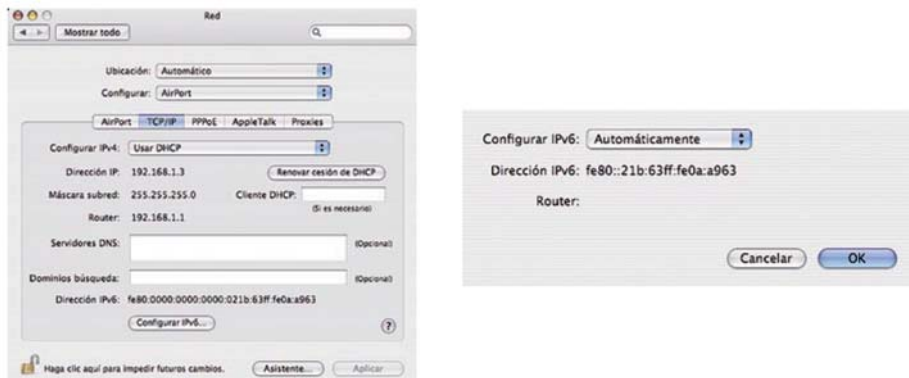 Red
Mostrar todo
Ubicación: Automático
Configurar: AirPort
AirPort TCP/IP PPPoE AppleTalk Proxies
Configurar IPv4: Usar DHCP
Dirección IP: 192.168.1.3 Renovar cesión de DHCP
Máscara subred: 255.255.255.0 Cliente DHCP:
(Si es necesario)
Router: 192.168.1.1
Servidores DNS: (Opcional)
Dominios búsqueda: (Opcional)
Dirección IPv6: fe80:0000:0000:0000:021b:63ff:fe0a:a963
Configurar IPv6... ?
Haga clic aquí para impedir futuros cambios. Asistente... Aplicar
Configurar IPv6: Automáticamente
Dirección IPv6: fe80::21b:63ff:fe0a:a963
Router:
Cancelar OK